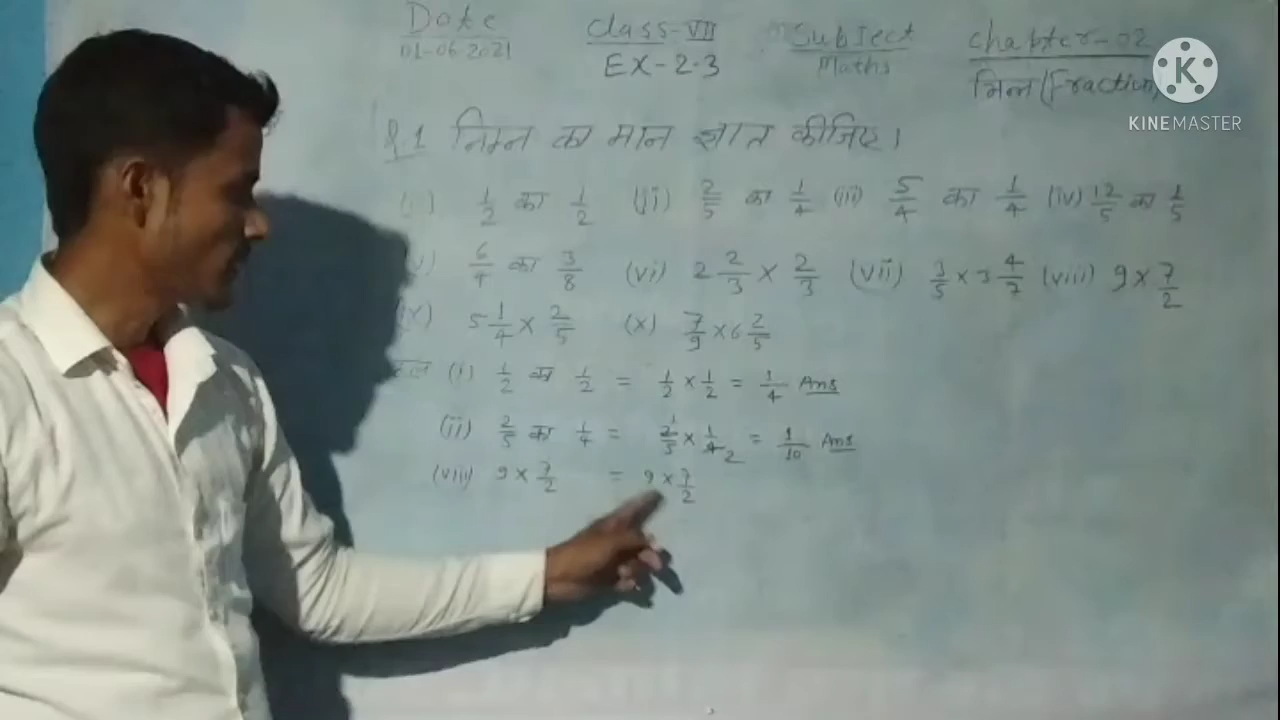 Date Class-VII Subject Chapter-02
01-06-2021 EX-2.3 Maths भिन्न (Fraction)
KINEMASTER
Q.1 निम्न का मान ज्ञात कीजिए।
(i) 1/2 का 1/2 (ii) 2/5 का 1/4 (iii) 5/4 का 1/4 (iv) 12/5 का 1/5
(v) 6/4 का 3/8 (vi) 2 2/3 × 2/3 (vii) 3/5 × 3 4/7 (viii) 9 × 7/2
(ix) 5 1/4 × 2/5 (x) 7/9 × 6 2/5
हल (i) 1/2 का 1/2 = 1/2 × 1/2 = 1/4 Ans
(ii) 2/5 का 1/4 = 2 1/5 × 1/4 2 = 1/10 Ans
(viii) 9 × 7/2 = 9 × 7/2